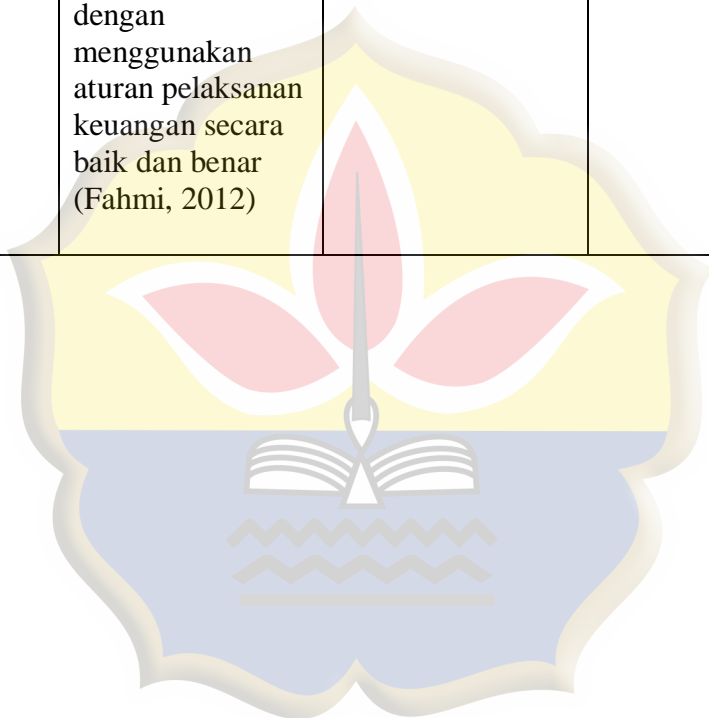 dengan
menggunakan
aturan pelaksanan
keuangan secara
baik dan benar
(Fahmi, 2012)